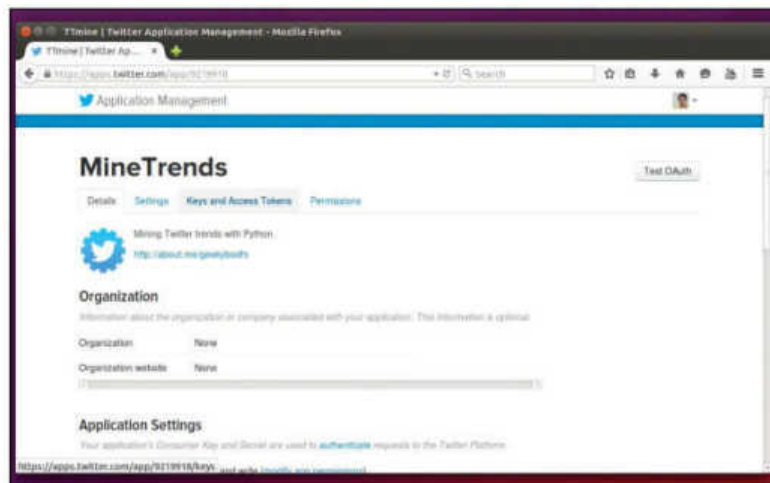 TTmine | Twitter Application Management - Mozilla Firefox
TTmine | Twitter Ap... ×
https://apps.twitter.com/app/9219918
Search
Application Management
MineTrends
Test OAuth
Details Settings Keys and Access Tokens Permissions
Mining Twitter trends with Python.
http://about.me/
Organization
Information about the organization or company associated with your application. This information is optional.
Organization None
Organization website None
Application Settings
Your application's Consumer Key and Secret are used to authenticate requests to the Twitter Platform.
https://apps.twitter.com/app/9219918/keys and write (modify app permissions)